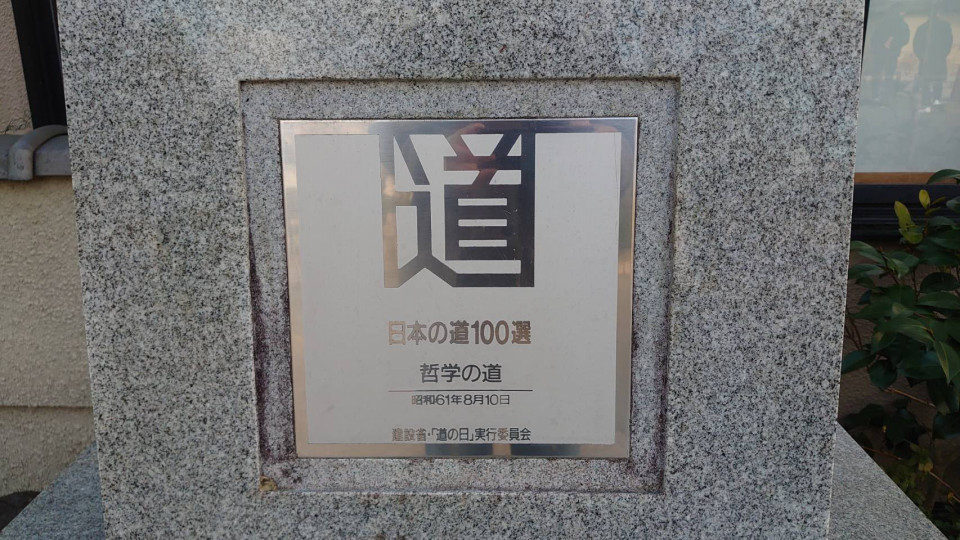 道
日本の道100選
哲学の道
昭和61年8月10日
建設省・「道の日」実行委員会